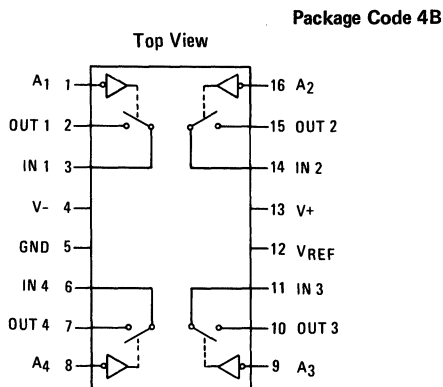 Package Code 4B
Top View
A1 1 16 A2
OUT 1 2 15 OUT 2
IN 1 3 14 IN 2
V- 4 13 V+
GND 5 12 VREF
IN 4 6 11 IN 3
OUT 4 7 10 OUT 3
A4 8 9 A3